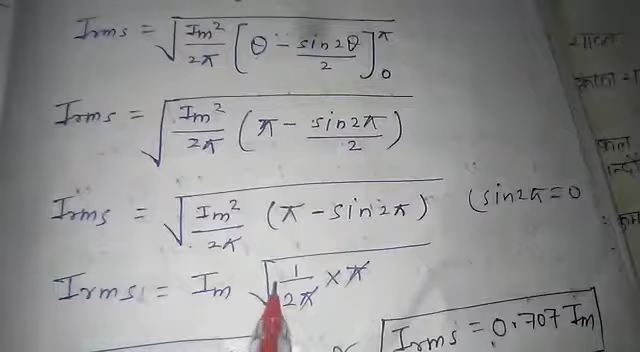 Irms = √(Im²/2π [θ - sin2θ/2]₀^π)
Irms = √(Im²/2π (π - sin2π/2))
Irms = √(Im²/2π (π - sin2π)) (sin2π = 0
Irms = Im √(1/2π × π)
Irms = 0.707 Im